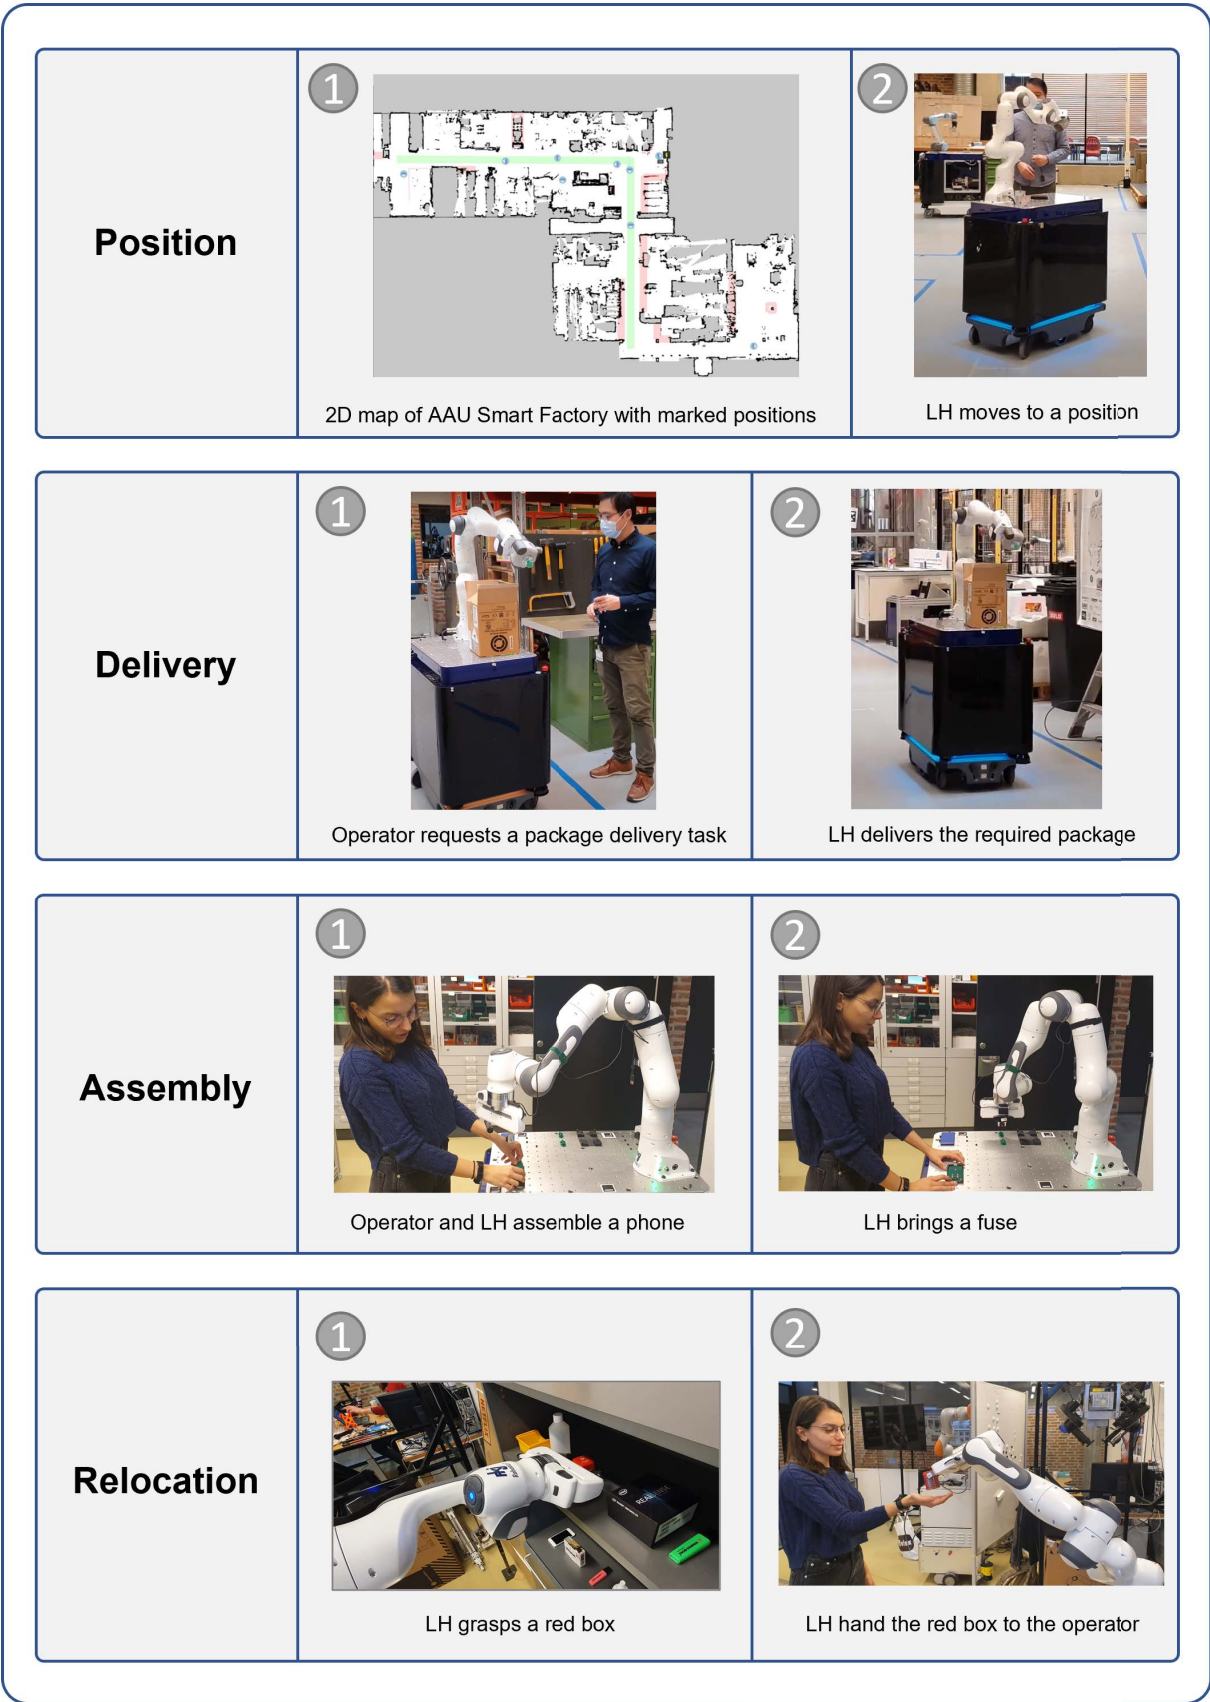 Position
1
2D map of AAU Smart Factory with marked positions
2
LH moves to a position
Delivery
1
Operator requests a package delivery task
2
LH delivers the required package
Assembly
1
Operator and LH assemble a phone
2
LH brings a fuse
Relocation
1
LH grasps a red box
2
LH hand the red box to the operator